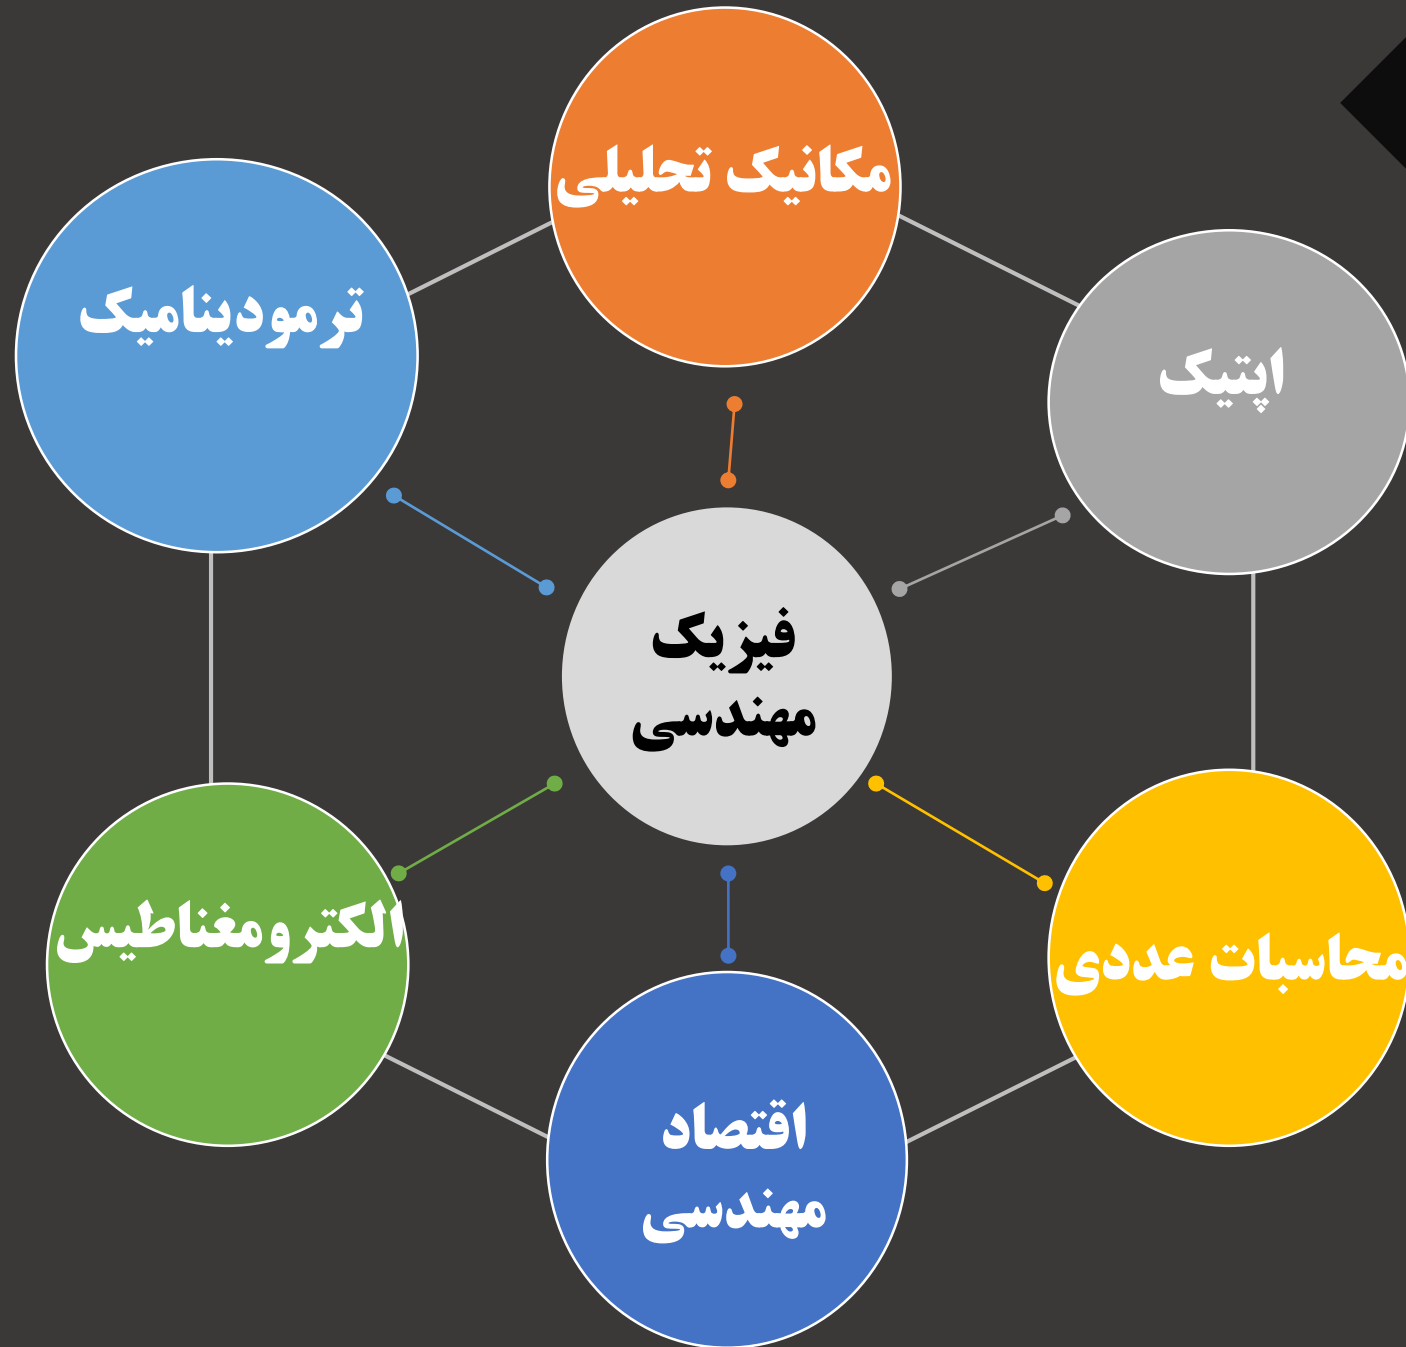 مکانیک تحلیلی
ترمودینامیک
اپتیک
فیزیک
مهندسی
الکترومغناطیس
محاسبات عددی
اقتصاد
مهندسی